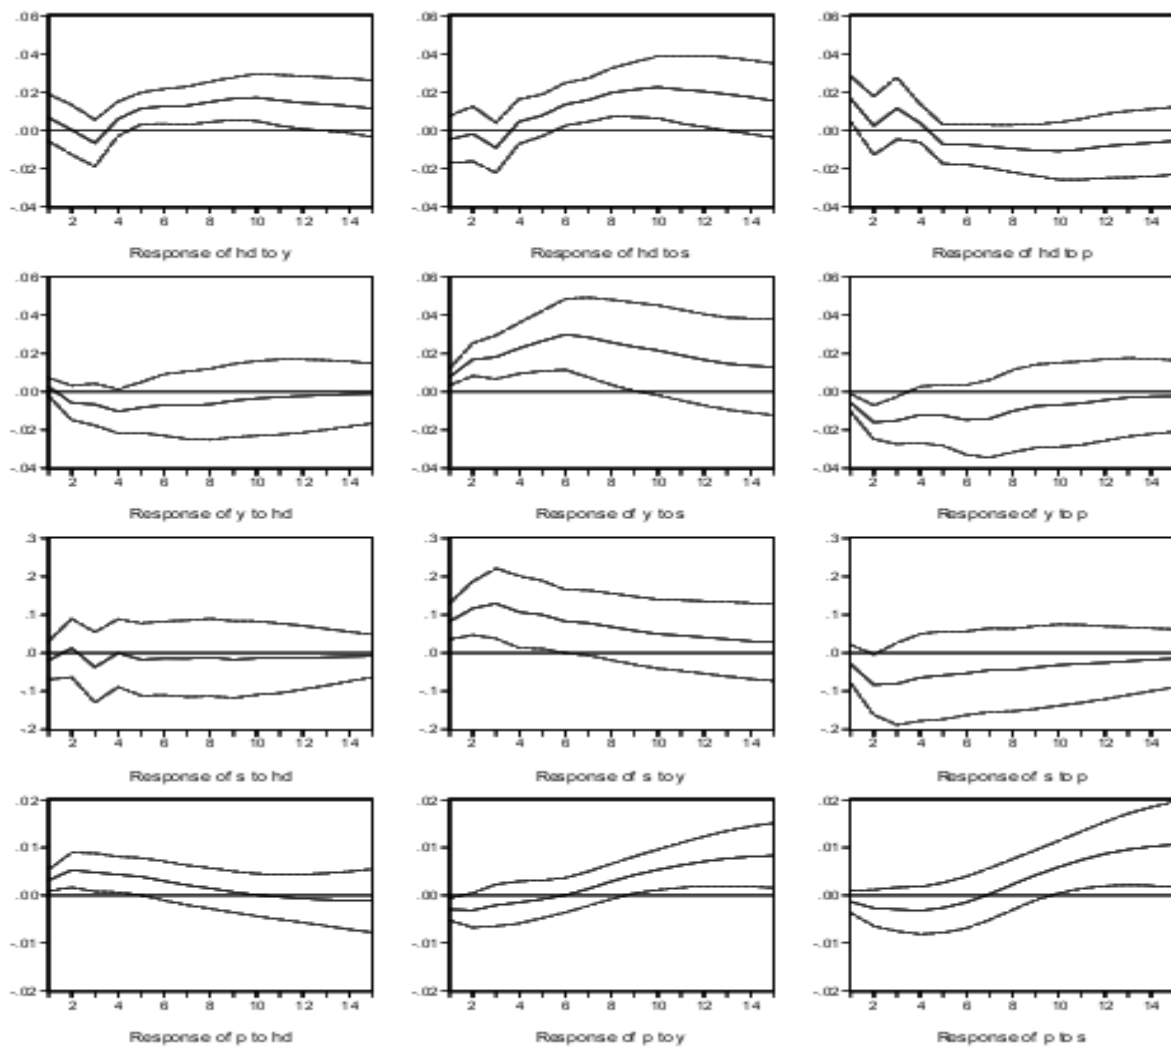 .06 .06 .06
.04 .04 .04
.02 .02 .02
.00 .00 .00
-.02 -.02 -.02
-.04 -.04 -.04
2 4 6 8 10 12 14 2 4 6 8 10 12 14 2 4 6 8 10 12 14
Response of hd to y Response of hd to s Response of hd to p
.06 .06 .06
.04 .04 .04
.02 .02 .02
.00 .00 .00
-.02 -.02 -.02
-.04 -.04 -.04
2 4 6 8 10 12 14 2 4 6 8 10 12 14 2 4 6 8 10 12 14
Response of y to hd Response of y to s Response of y to p
.3 .3 .3
.2 .2 .2
.1 .1 .1
.0 .0 .0
-.1 -.1 -.1
-.2 -.2 -.2
2 4 6 8 10 12 14 2 4 6 8 10 12 14 2 4 6 8 10 12 14
Response of s to hd Response of s to y Response of s to p
.02 .02 .02
.01 .01 .01
.00 .00 .00
-.01 -.01 -.01
-.02 -.02 -.02
2 4 6 8 10 12 14 2 4 6 8 10 12 14 2 4 6 8 10 12 14
Response of p to hd Response of p to y Response of p to s